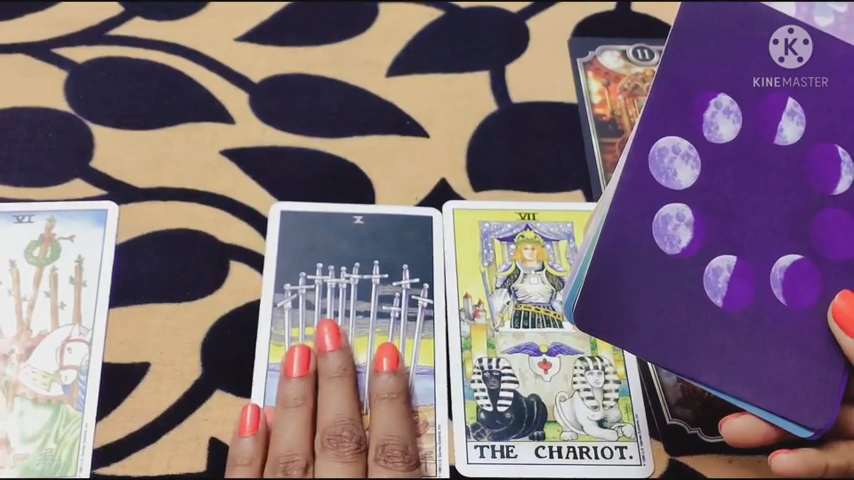 K
KINEMASTER
11
VI
X
VII
THE CHARIOT.